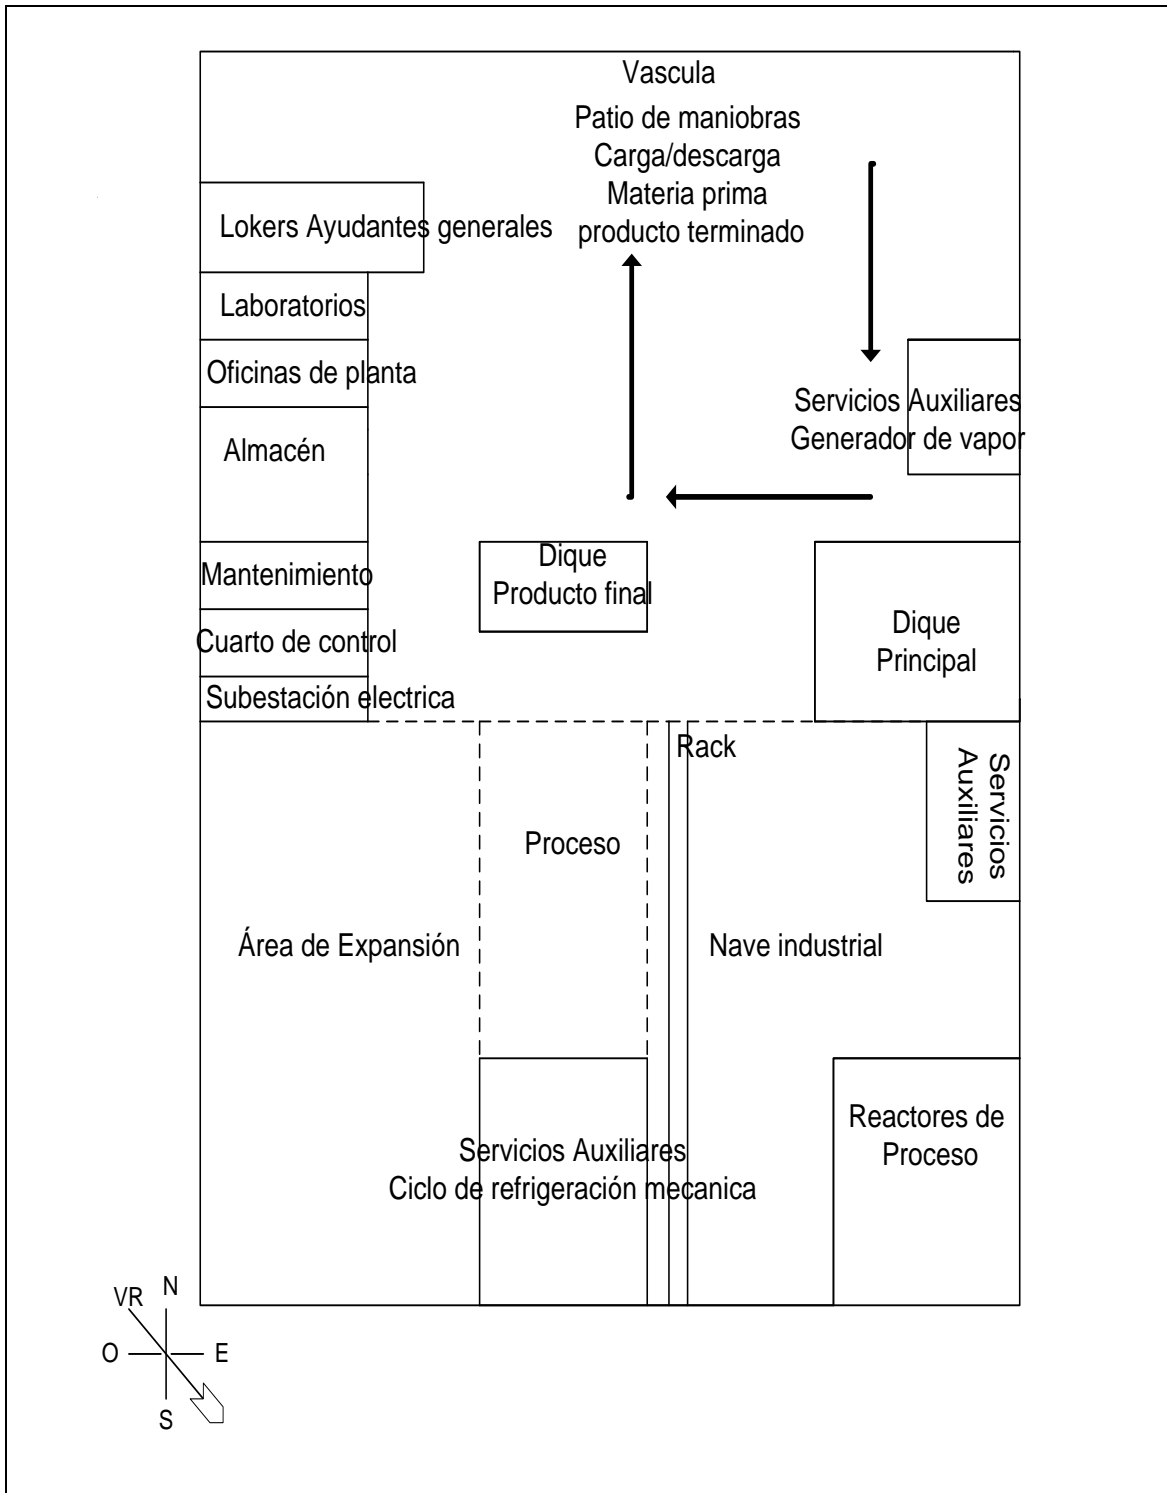 Vascula
Patio de maniobras
Carga/descarga
Materia prima
producto terminado
Lokers Ayudantes generales
Laboratorios
Oficinas de planta
Servicios Auxiliares
Generador de vapor
Almacén
Dique
Producto final
Mantenimiento
Dique
Principal
Cuarto de control
Subestación electrica
Rack
Servicios
Auxiliares
Proceso
Área de Expansión
Nave industrial
Reactores de
Proceso
Servicios Auxiliares
Ciclo de refrigeración mecanica
VR
N
O
E
S